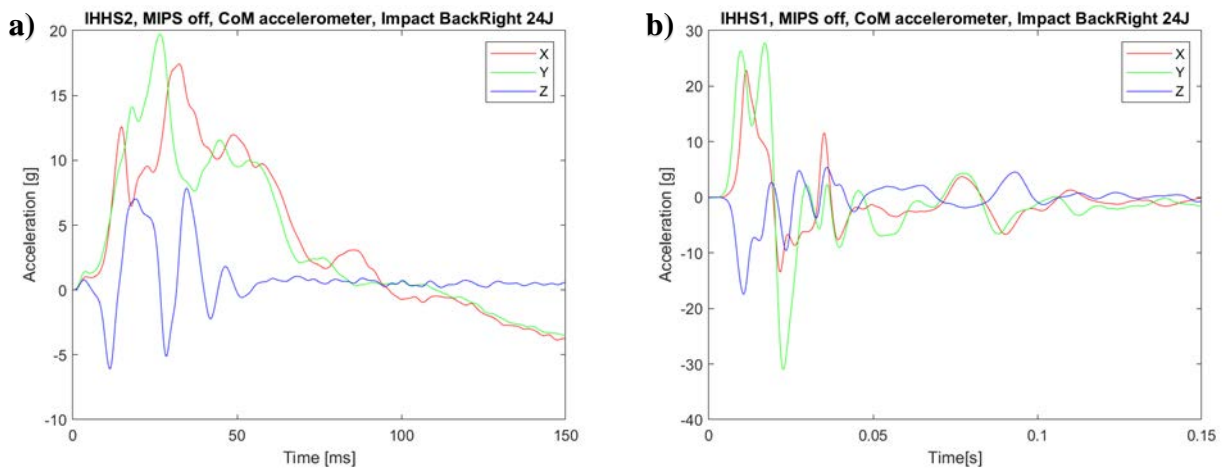 a)
IHHS2, MIPS off, CoM accelerometer, Impact BackRight 24J
20
15
10
5
0
-5
-10
Acceleration [g]
X
Y
Z
0 50 100 150
Time [ms]
b)
IHHS1, MIPS off, CoM accelerometer, Impact BackRight 24J
30
20
10
0
-10
-20
-30
-40
Acceleration [g]
X
Y
Z
0 0.05 0.1 0.15
Time[s]